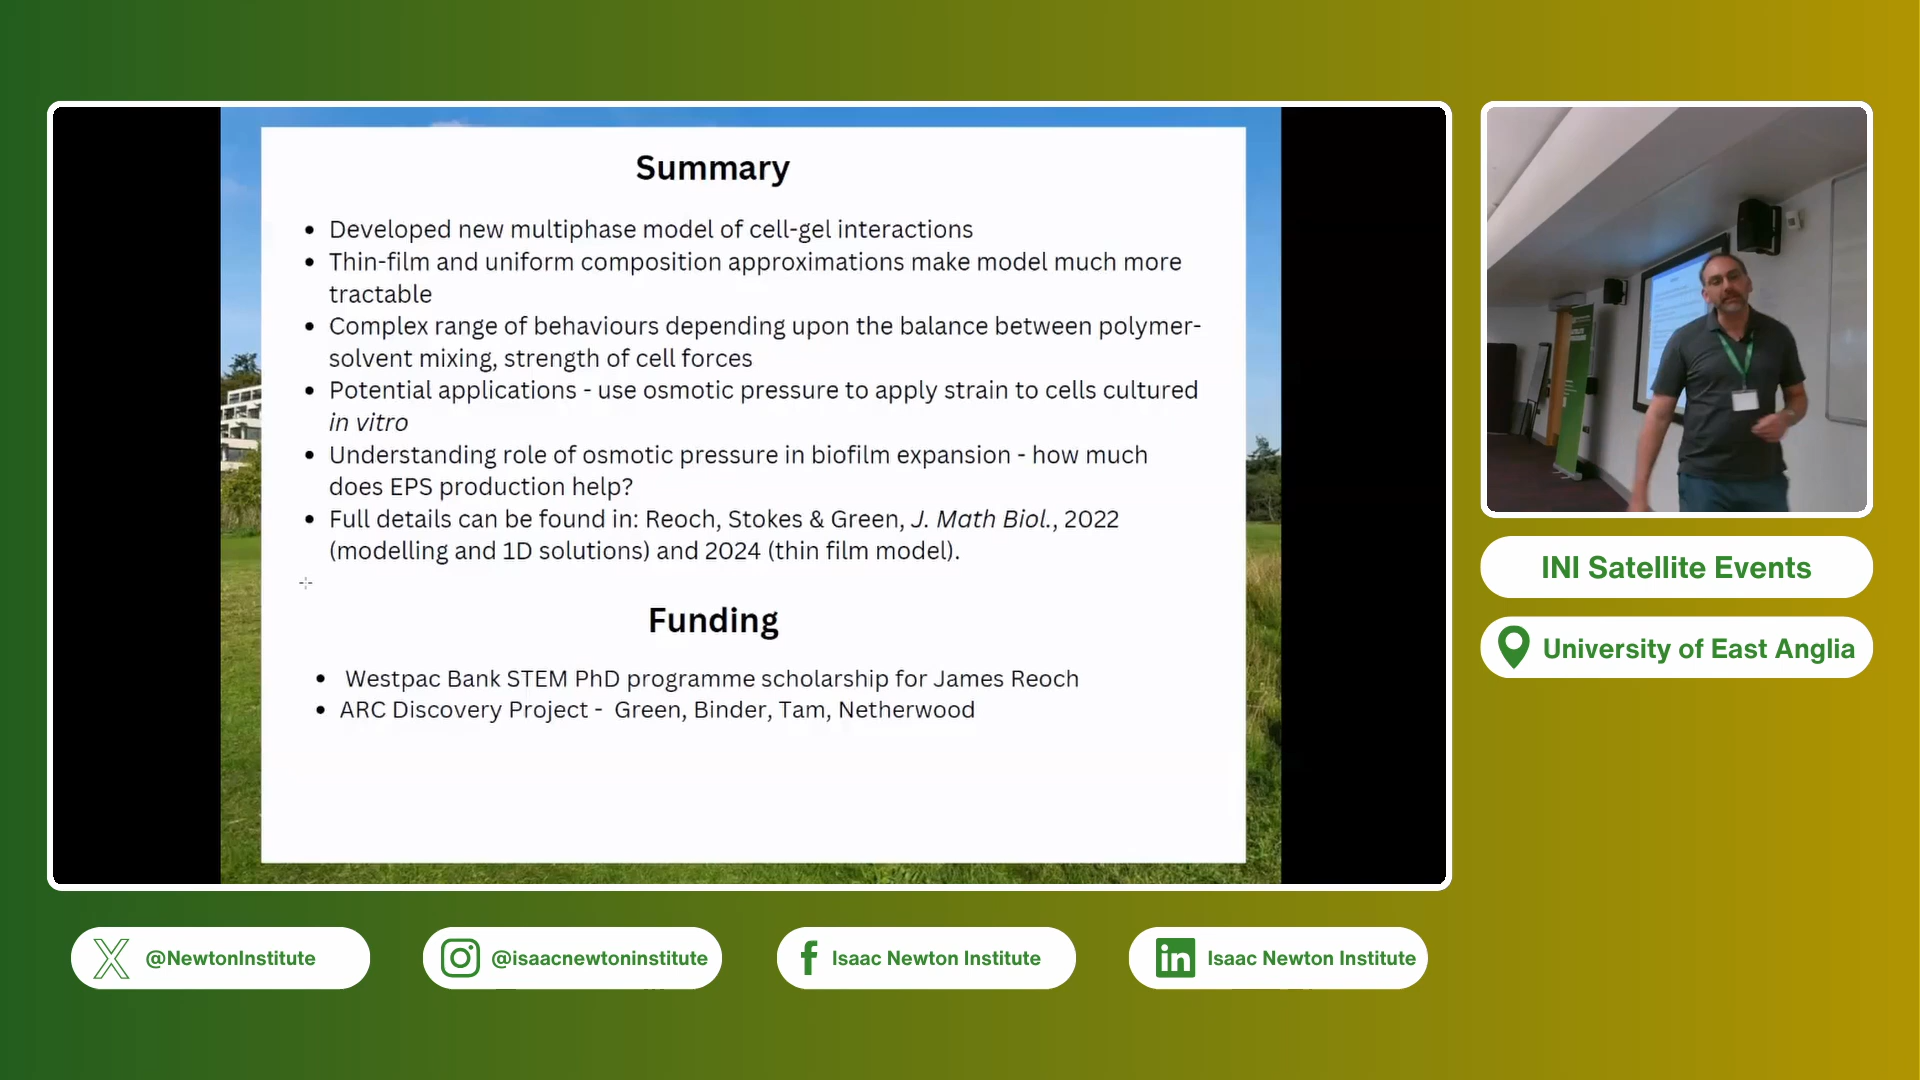 Summary
• Developed new multiphase model of cell-gel interactions
• Thin-film and uniform composition approximations make model much more
tractable
• Complex range of behaviours depending upon the balance between polymer-
solvent mixing, strength of cell forces
• Potential applications - use osmotic pressure to apply strain to cells cultured
in vitro
• Understanding role of osmotic pressure in biofilm expansion - how much
does EPS production help?
• Full details can be found in: Reoch, Stokes & Green, J. Math Biol., 2022
(modelling and 1D solutions) and 2024 (thin film model).
Funding
• Westpac Bank STEM PhD programme scholarship for James Reoch
• ARC Discovery Project - Green, Binder, Tam, Netherwood
INI Satellite Events
University of East Anglia
@NewtonInstitute
@isaacnewtoninstitute
Isaac Newton Institute
Isaac Newton Institute